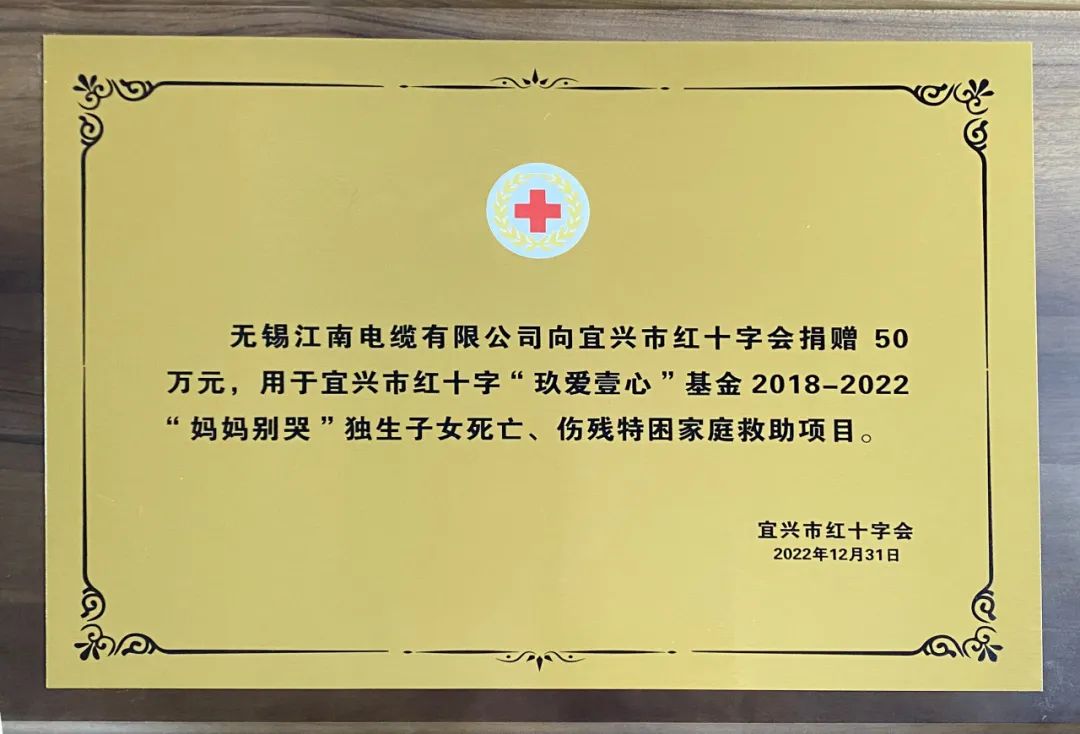 无锡江南电缆有限公司向宜兴市红十字会捐赠 50
万元，用于宜兴市红十字“玖爱壹心”基金2018-2022
“妈妈别哭”独生子女死亡、伤残特困家庭救助项目。
宜兴市红十字会
2022年12月31日